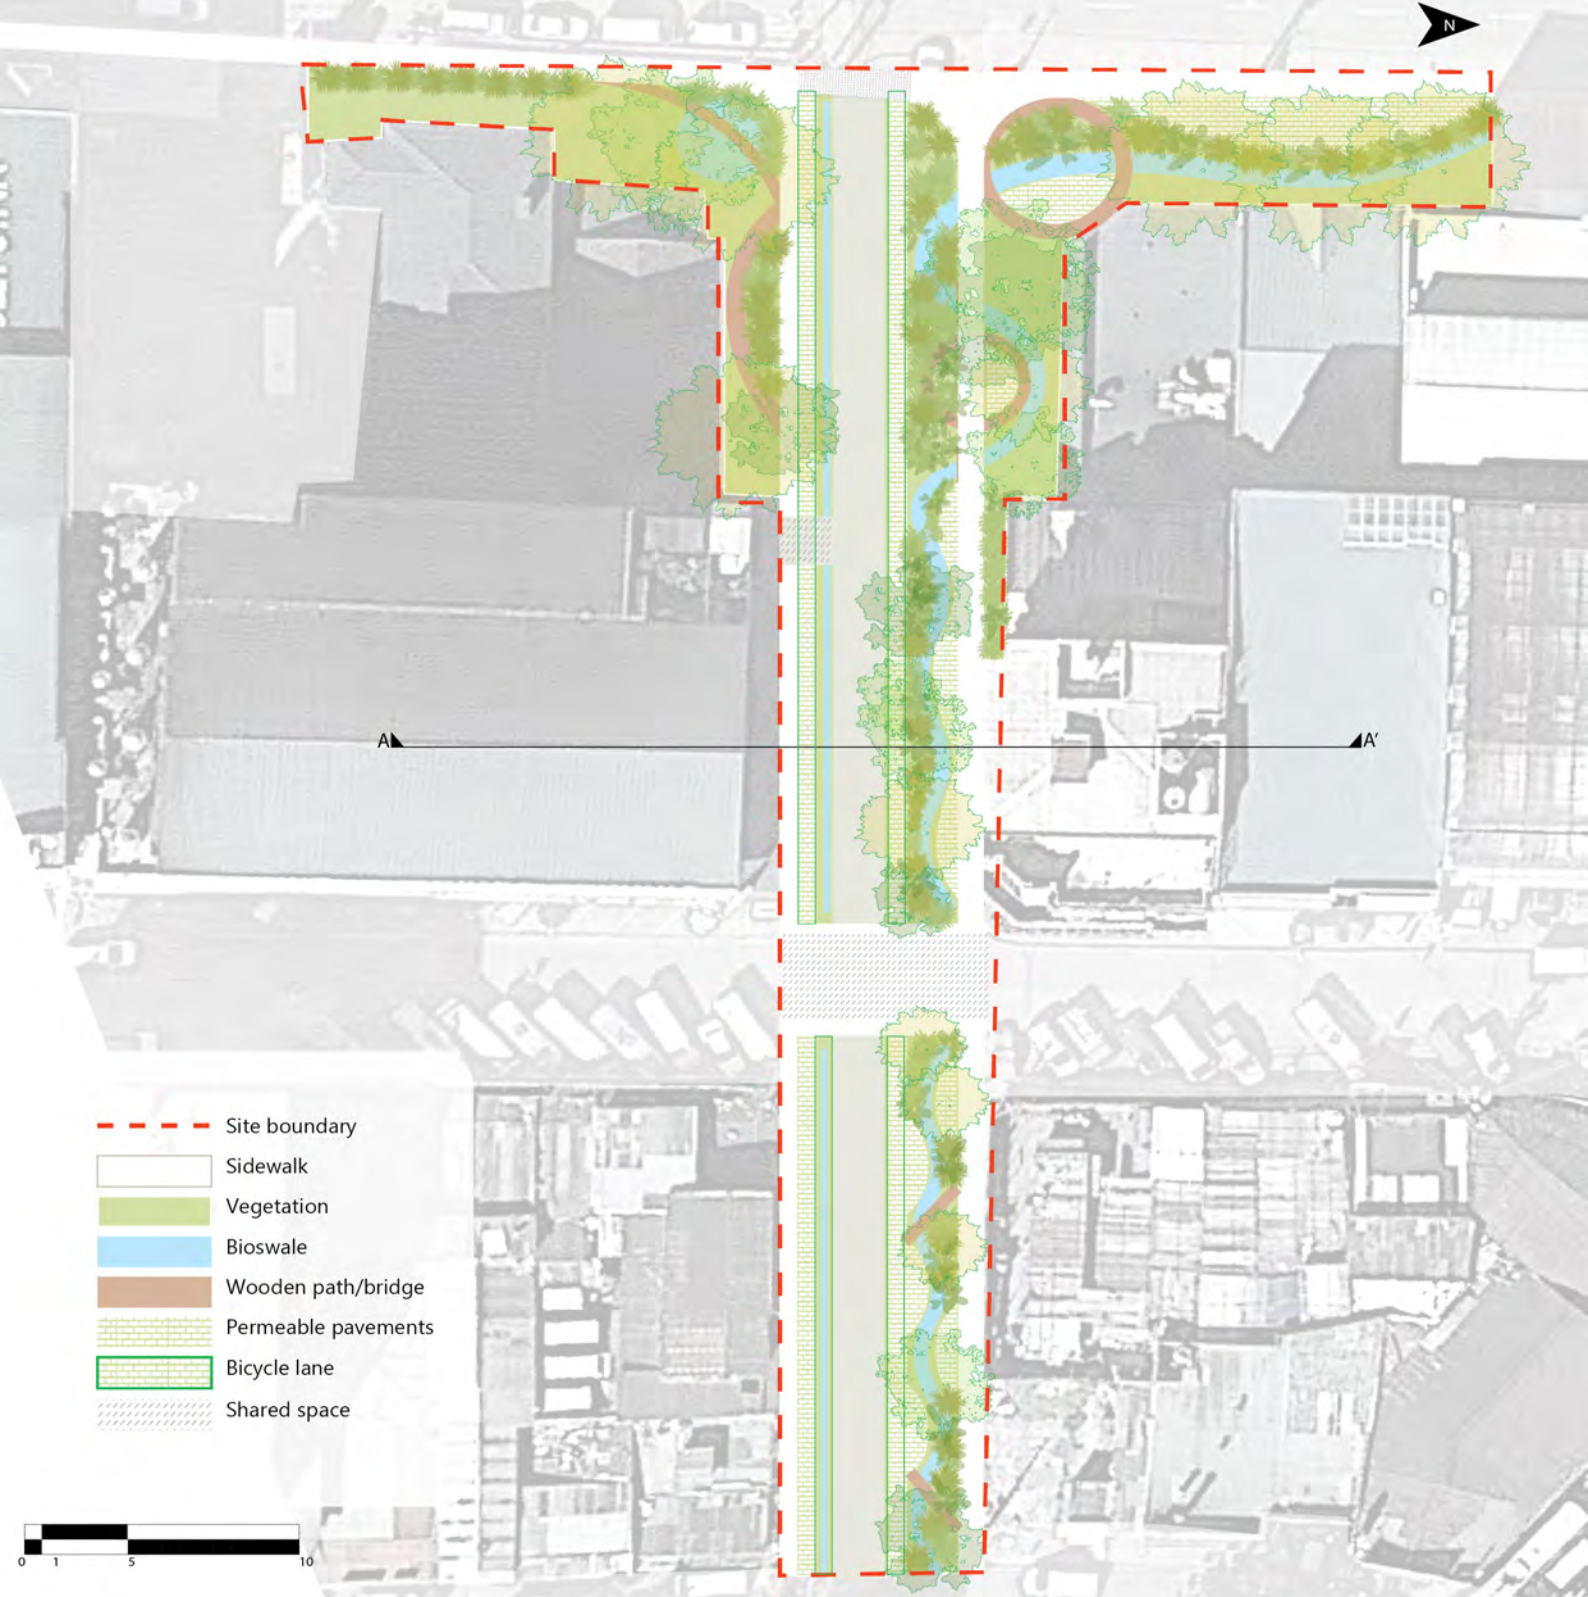 N
A
A'
Site boundary
Sidewalk
Vegetation
Bioswale
Wooden path/bridge
Permeable pavements
Bicycle lane
Shared space
0 1 5 10